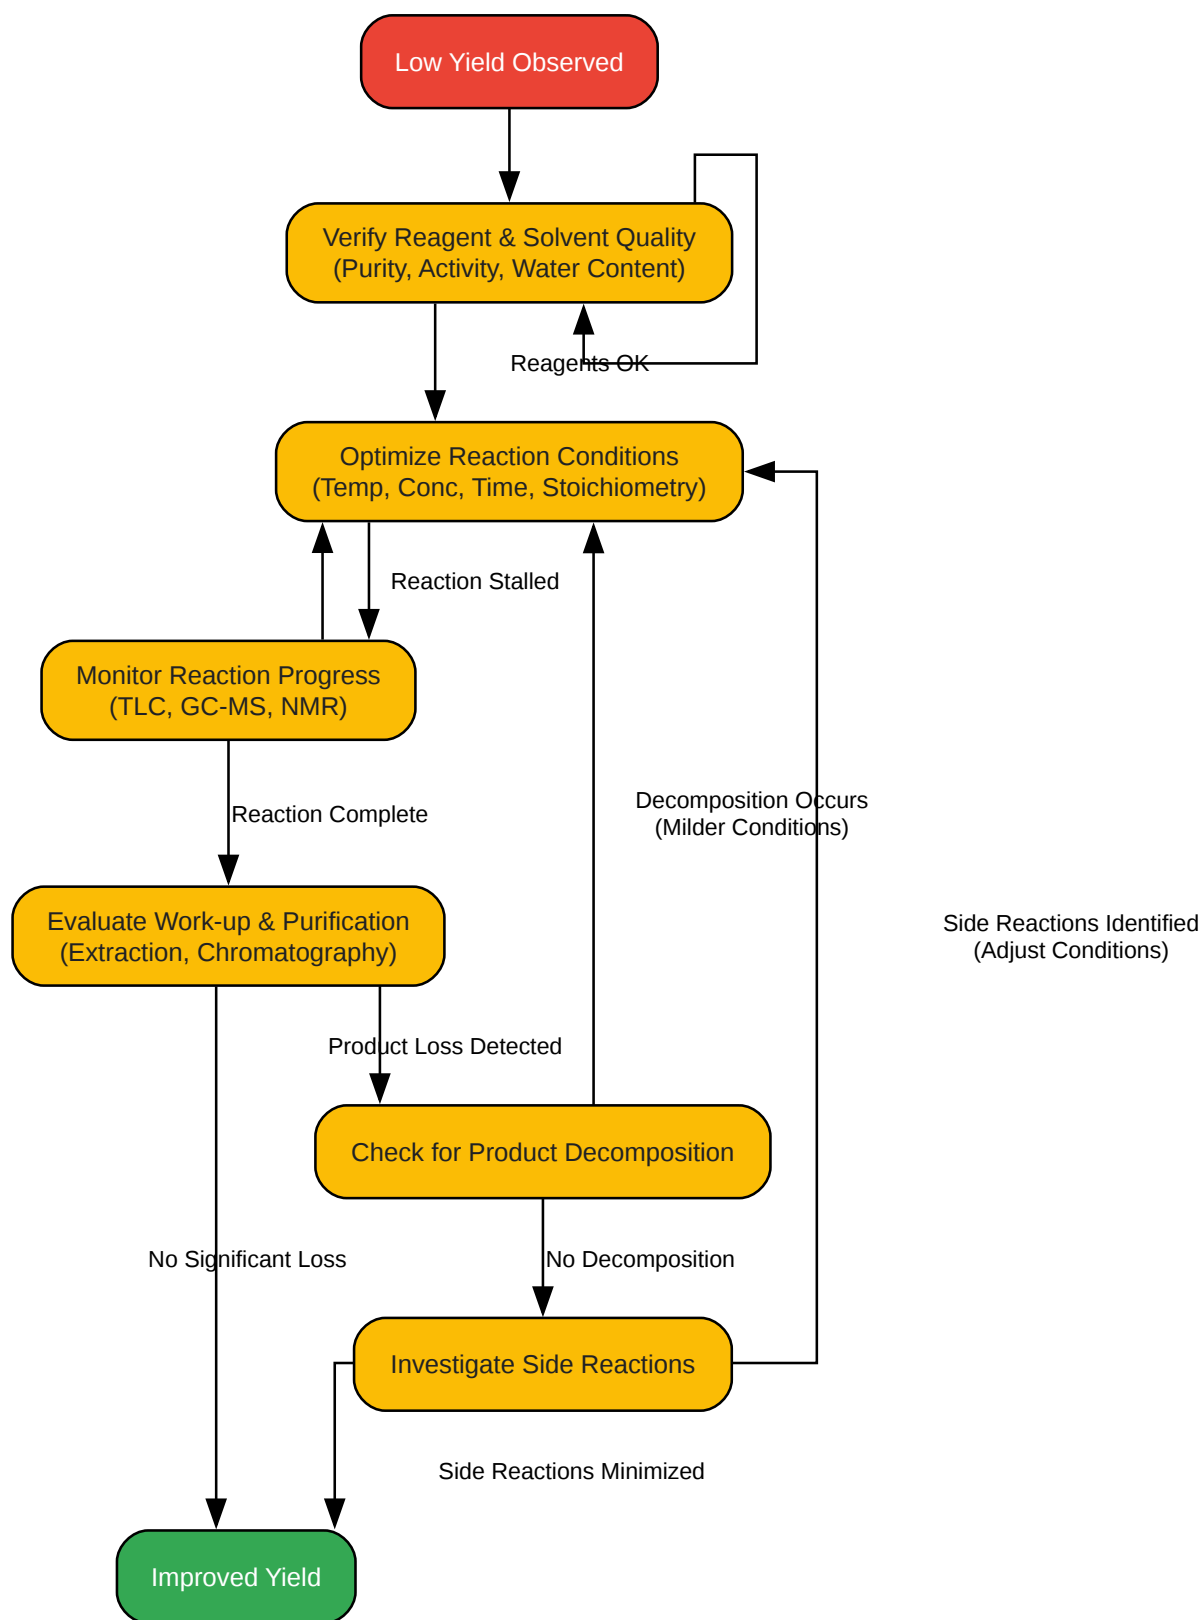 Low Yield Observed
Verify Reagent & Solvent Quality
(Purity, Activity, Water Content)
Reagents OK
Optimize Reaction Conditions
(Temp, Conc, Time, Stoichiometry)
Reaction Stalled
Monitor Reaction Progress
(TLC, GC-MS, NMR)
Reaction Complete
Decomposition Occurs
(Milder Conditions)
Side Reactions Identified
(Adjust Conditions)
Evaluate Work-up & Purification
(Extraction, Chromatography)
Product Loss Detected
Check for Product Decomposition
No Significant Loss
No Decomposition
Investigate Side Reactions
Side Reactions Minimized
Improved Yield